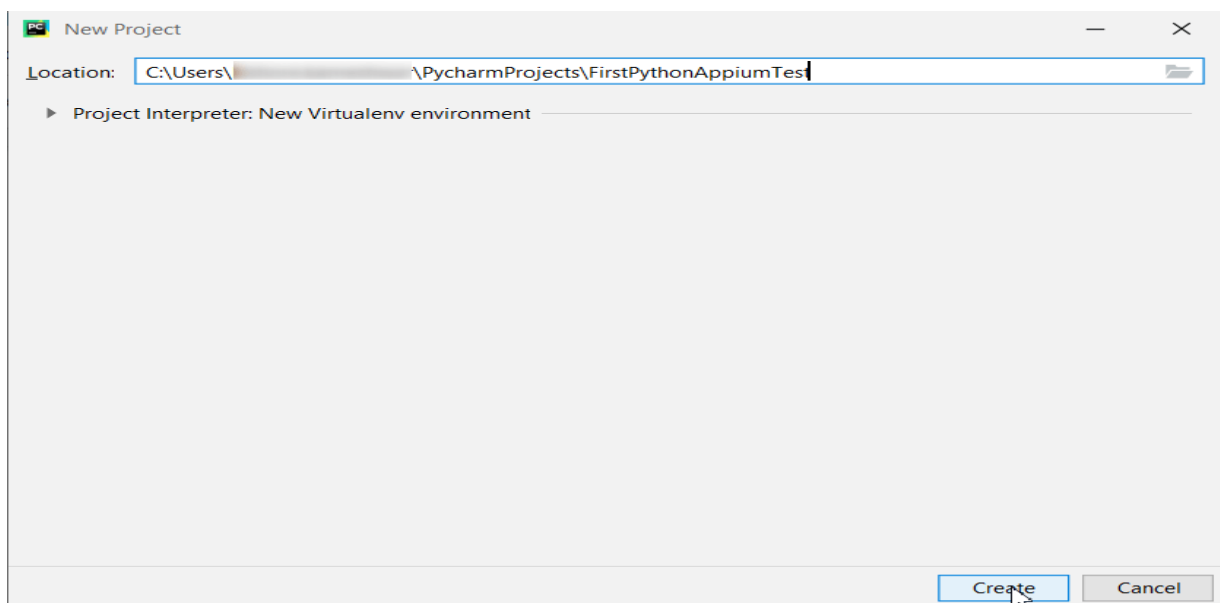 PC New Project
Location: C:\Users\ \PycharmProjects\FirstPythonAppiumTest
Project Interpreter: New Virtualenv environment
Create Cancel